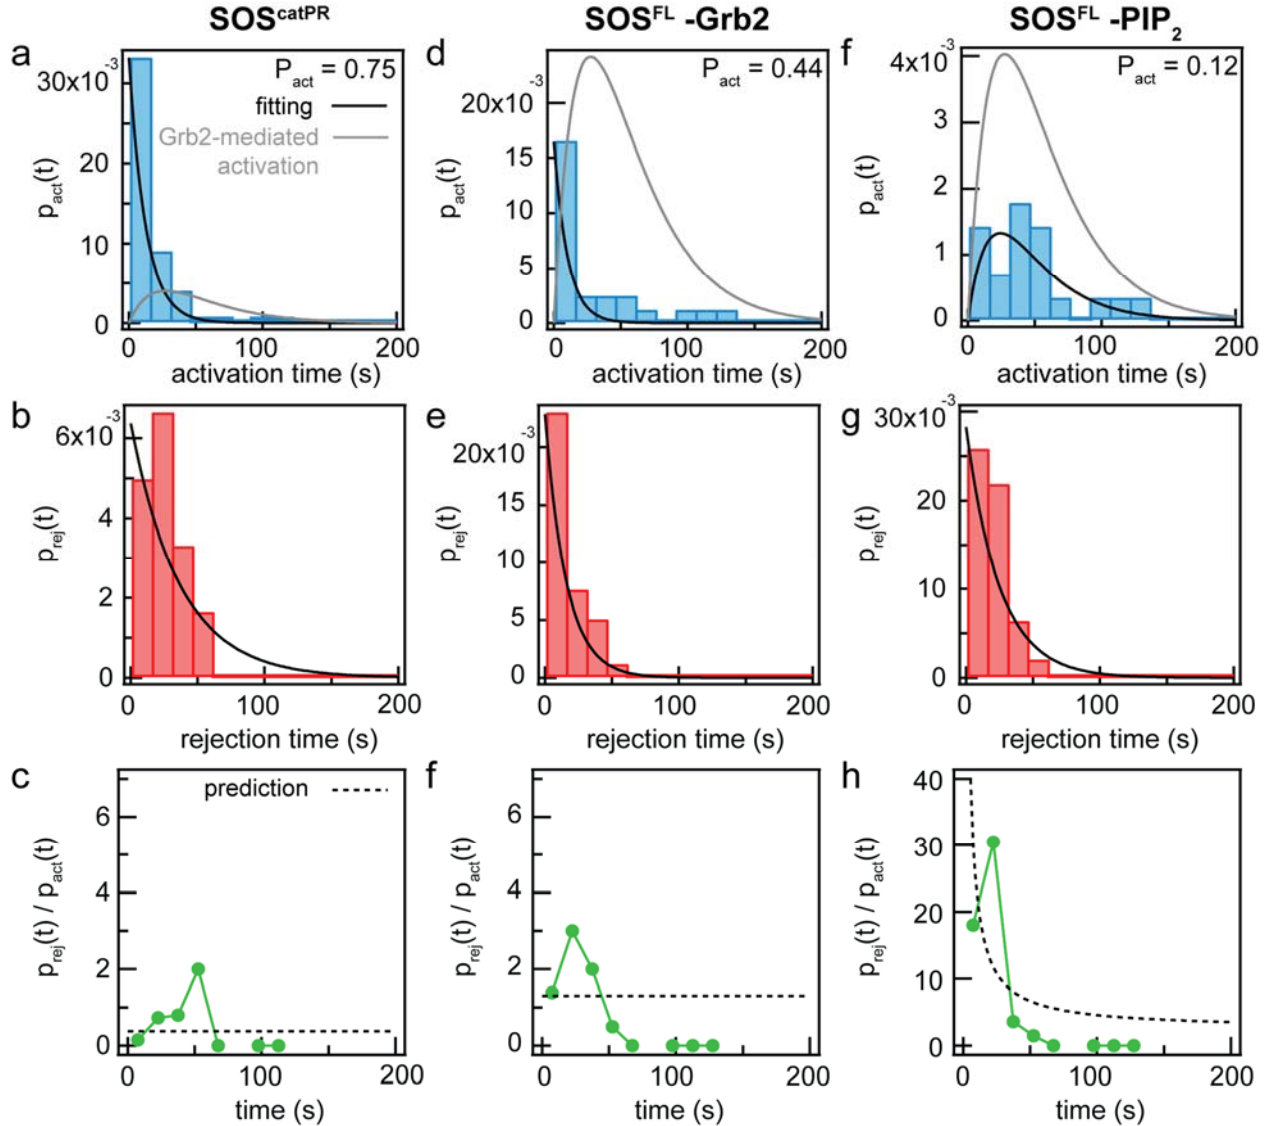 SOS^catPR
SOS^FL -Grb2
SOS^FL -PIP_2
a
P_act = 0.75
fitting
Grb2-mediated
activation
30x10^-3
20
10
0
p_act(t)
0 100 200
activation time (s)
d
P_act = 0.44
20x10^-3
15
10
5
0
p_act(t)
0 100 200
activation time (s)
f
P_act = 0.12
4x10^-3
3
2
1
0
p_act(t)
0 100 200
activation time (s)
b
6x10^-3
4
2
0
p_rej(t)
0 100 200
rejection time (s)
e
20x10^-3
15
10
5
0
p_rej(t)
0 100 200
rejection time (s)
g
30x10^-3
20
10
0
p_rej(t)
0 100 200
rejection time (s)
c
prediction
6
4
2
0
p_rej(t) / p_act(t)
0 100 200
time (s)
f
6
4
2
0
p_rej(t) / p_act(t)
0 100 200
time (s)
h
40
30
20
10
0
p_rej(t) / p_act(t)
0 100 200
time (s)